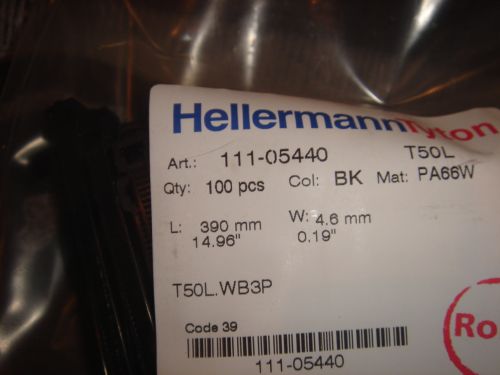 HellermannTyton
Art.: 111-05440 T50L
Qty: 100 pcs Col: BK Mat: PA66W
L: 390 mm W: 4.6 mm
14.96" 0.19"
T50L.WB3P
Code 39
111-05440
Ro